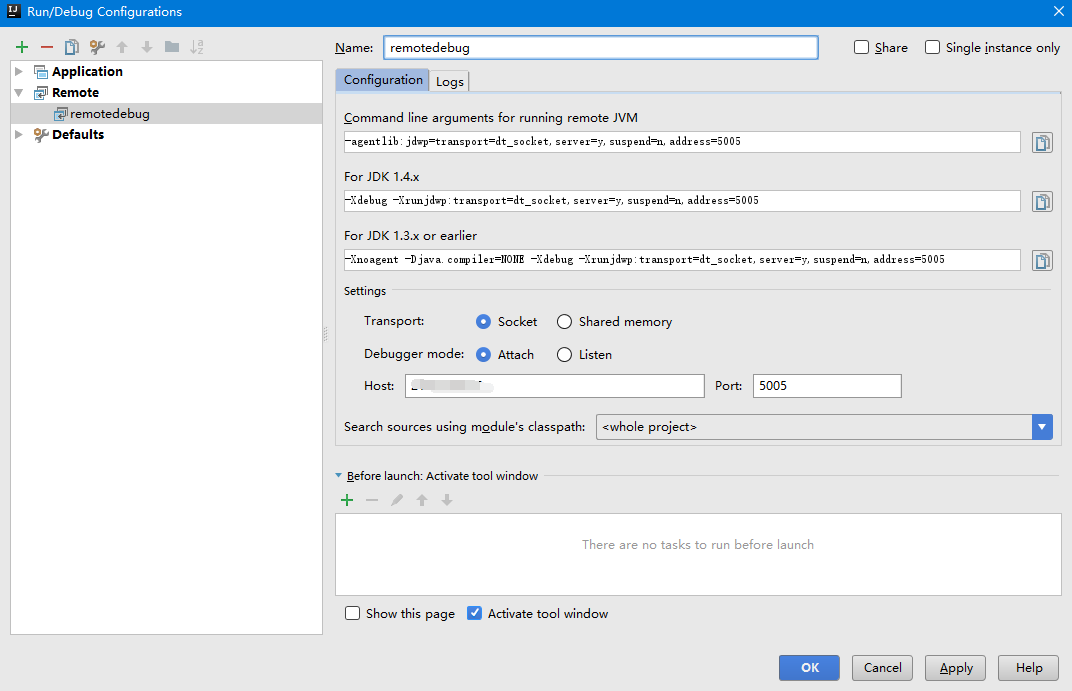 Run/Debug Configurations
Name: remotedebug Share Single instance only
Application
Remote
remotedebug
Defaults
Configuration Logs
Command line arguments for running remote JVM
-agentlib:jdwp=transport=dt_socket,server=y,suspend=n,address=5005
For JDK 1.4.x
-Xdebug -Xrunjdwp:transport=dt_socket,server=y,suspend=n,address=5005
For JDK 1.3.x or earlier
-Xnoagent -Djava.compiler=NONE -Xdebug -Xrunjdwp:transport=dt_socket,server=y,suspend=n,address=5005
Settings
Transport: Socket Shared memory
Debugger mode: Attach Listen
Host: Port: 5005
Search sources using module's classpath: <whole project>
Before launch: Activate tool window
There are no tasks to run before launch
Show this page Activate tool window
OK Cancel Apply Help